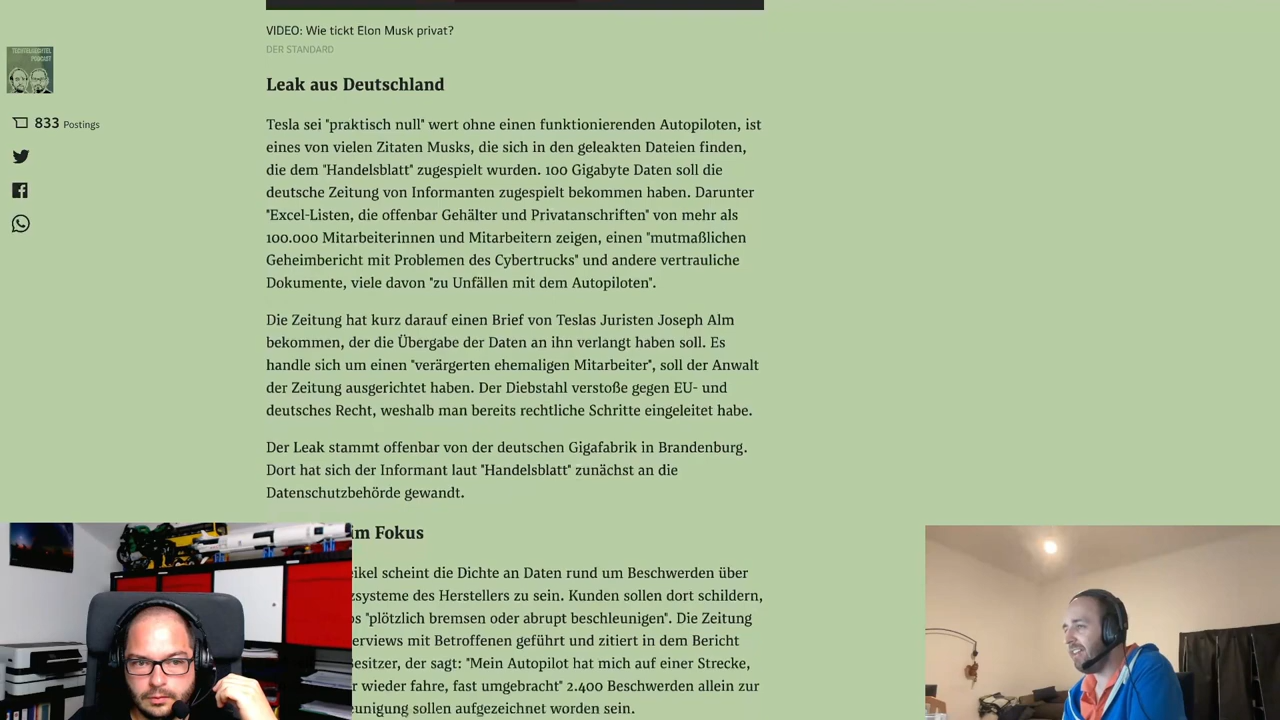 VIDEO: Wie tickt Elon Musk privat?
DER STANDARD
TECHTELMECHTEL
PODCAST
833 Postings
Leak aus Deutschland
Tesla sei "praktisch null" wert ohne einen funktionierenden Autopiloten, ist
eines von vielen Zitaten Musks, die sich in den geleakten Dateien finden,
die dem "Handelsblatt" zugespielt wurden. 100 Gigabyte Daten soll die
deutsche Zeitung von Informanten zugespielt bekommen haben. Darunter
"Excel-Listen, die offenbar Gehälter und Privatanschriften" von mehr als
100.000 Mitarbeiterinnen und Mitarbeitern zeigen, einen "mutmaßlichen
Geheimbericht mit Problemen des Cybertrucks" und andere vertrauliche
Dokumente, viele davon "zu Unfällen mit dem Autopiloten".
Die Zeitung hat kurz darauf einen Brief von Teslas Juristen Joseph Alm
bekommen, der die Übergabe der Daten an ihn verlangt haben soll. Es
handle sich um einen "verärgerten ehemaligen Mitarbeiter", soll der Anwalt
der Zeitung ausgerichtet haben. Der Diebstahl verstoße gegen EU- und
deutsches Recht, weshalb man bereits rechtliche Schritte eingeleitet habe.
Der Leak stammt offenbar von der deutschen Gigafabrik in Brandenburg.
Dort hat sich der Informant laut "Handelsblatt" zunächst an die
Datenschutzbehörde gewandt.
im Fokus
eikel scheint die Dichte an Daten rund um Beschwerden über
zsysteme des Herstellers zu sein. Kunden sollen dort schildern,
os "plötzlich bremsen oder abrupt beschleunigen". Die Zeitung
erviews mit Betroffenen geführt und zitiert in dem Bericht
Besitzer, der sagt: "Mein Autopilot hat mich auf einer Strecke,
r wieder fahre, fast umgebracht" 2.400 Beschwerden allein zur
eunigung sollen aufgezeichnet worden sein.